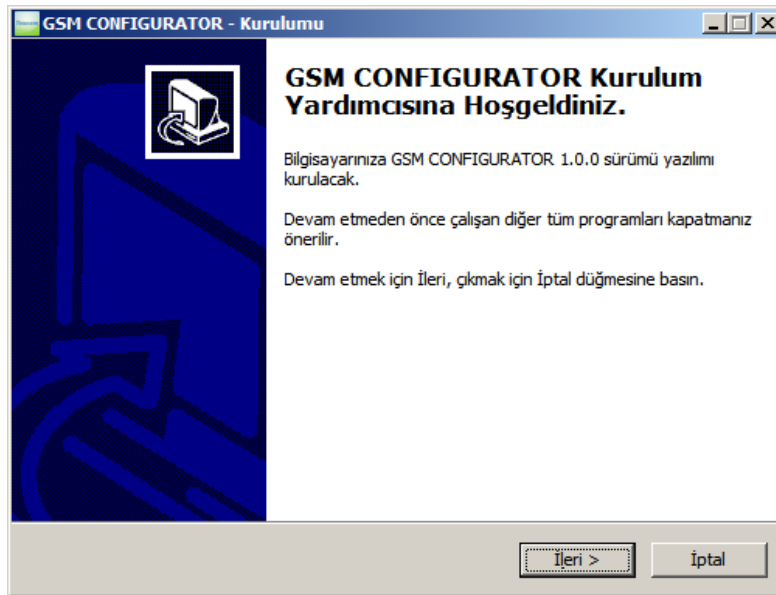 GSM CONFIGURATOR - Kurulumu
GSM CONFIGURATOR Kurulum
Yardımcısına Hoşgeldiniz.
Bilgisayarınıza GSM CONFIGURATOR 1.0.0 sürümü yazılımı
kurulacak.
Devam etmeden önce çalışan diğer tüm programları kapatmanız
önerilir.
Devam etmek için İleri, çıkmak için İptal düğmesine basın.
İleri >
İptal